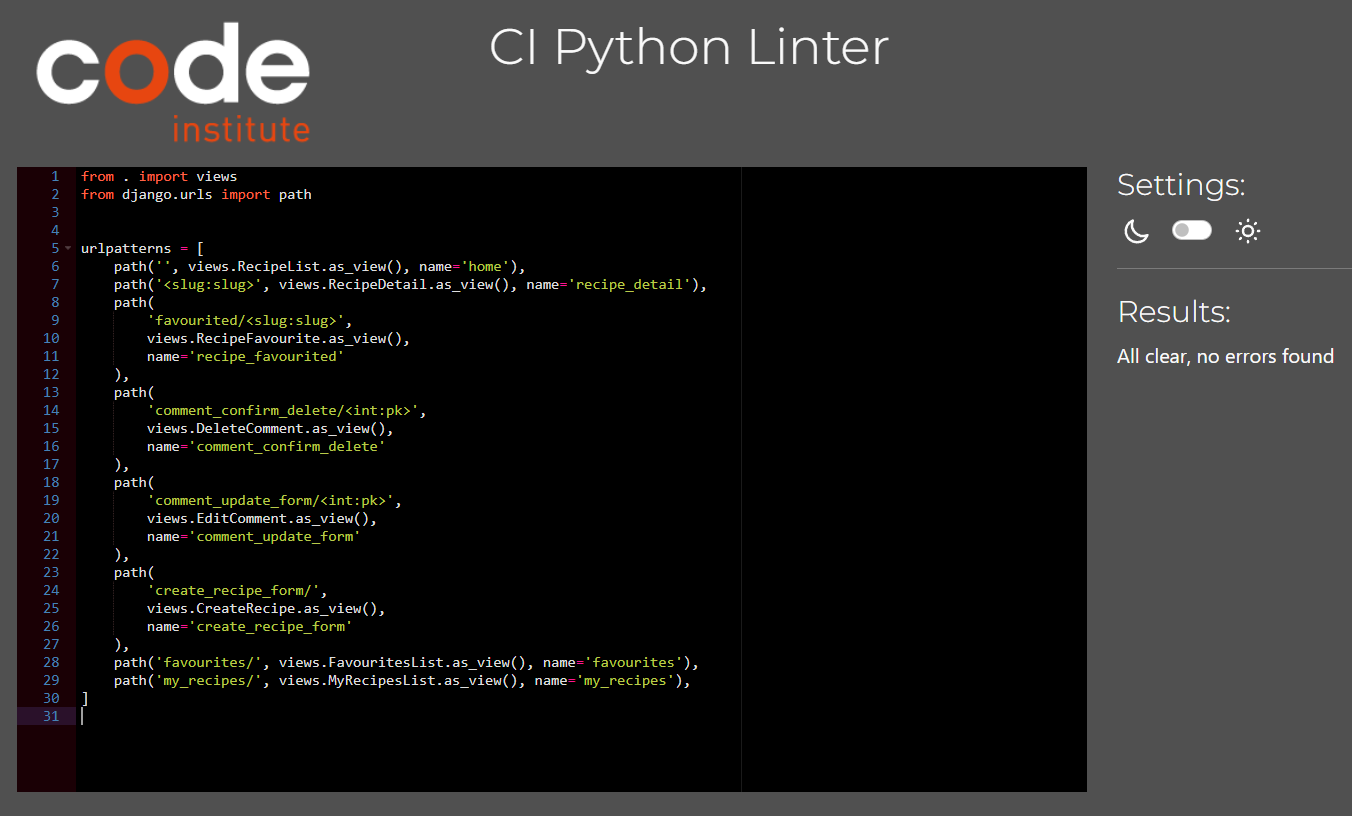 code
institute
CI Python Linter
1 from . import views
2 from django.urls import path
3
4
5 urlpatterns = [
6     path('', views.RecipeList.as_view(), name='home'),
7     path('<slug:slug>', views.RecipeDetail.as_view(), name='recipe_detail'),
8     path(
9         'favourited/<slug:slug>',
10         views.RecipeFavourite.as_view(),
11         name='recipe_favourited'
12     ),
13     path(
14         'comment_confirm_delete/<int:pk>',
15         views.DeleteComment.as_view(),
16         name='comment_confirm_delete'
17     ),
18     path(
19         'comment_update_form/<int:pk>',
20         views.EditComment.as_view(),
21         name='comment_update_form'
22     ),
23     path(
24         'create_recipe_form/',
25         views.CreateRecipe.as_view(),
26         name='create_recipe_form'
27     ),
28     path('favourites/', views.FavouritesList.as_view(), name='favourites'),
29     path('my_recipes/', views.MyRecipesList.as_view(), name='my_recipes'),
30 ]
31
Settings:
Results:
All clear, no errors found